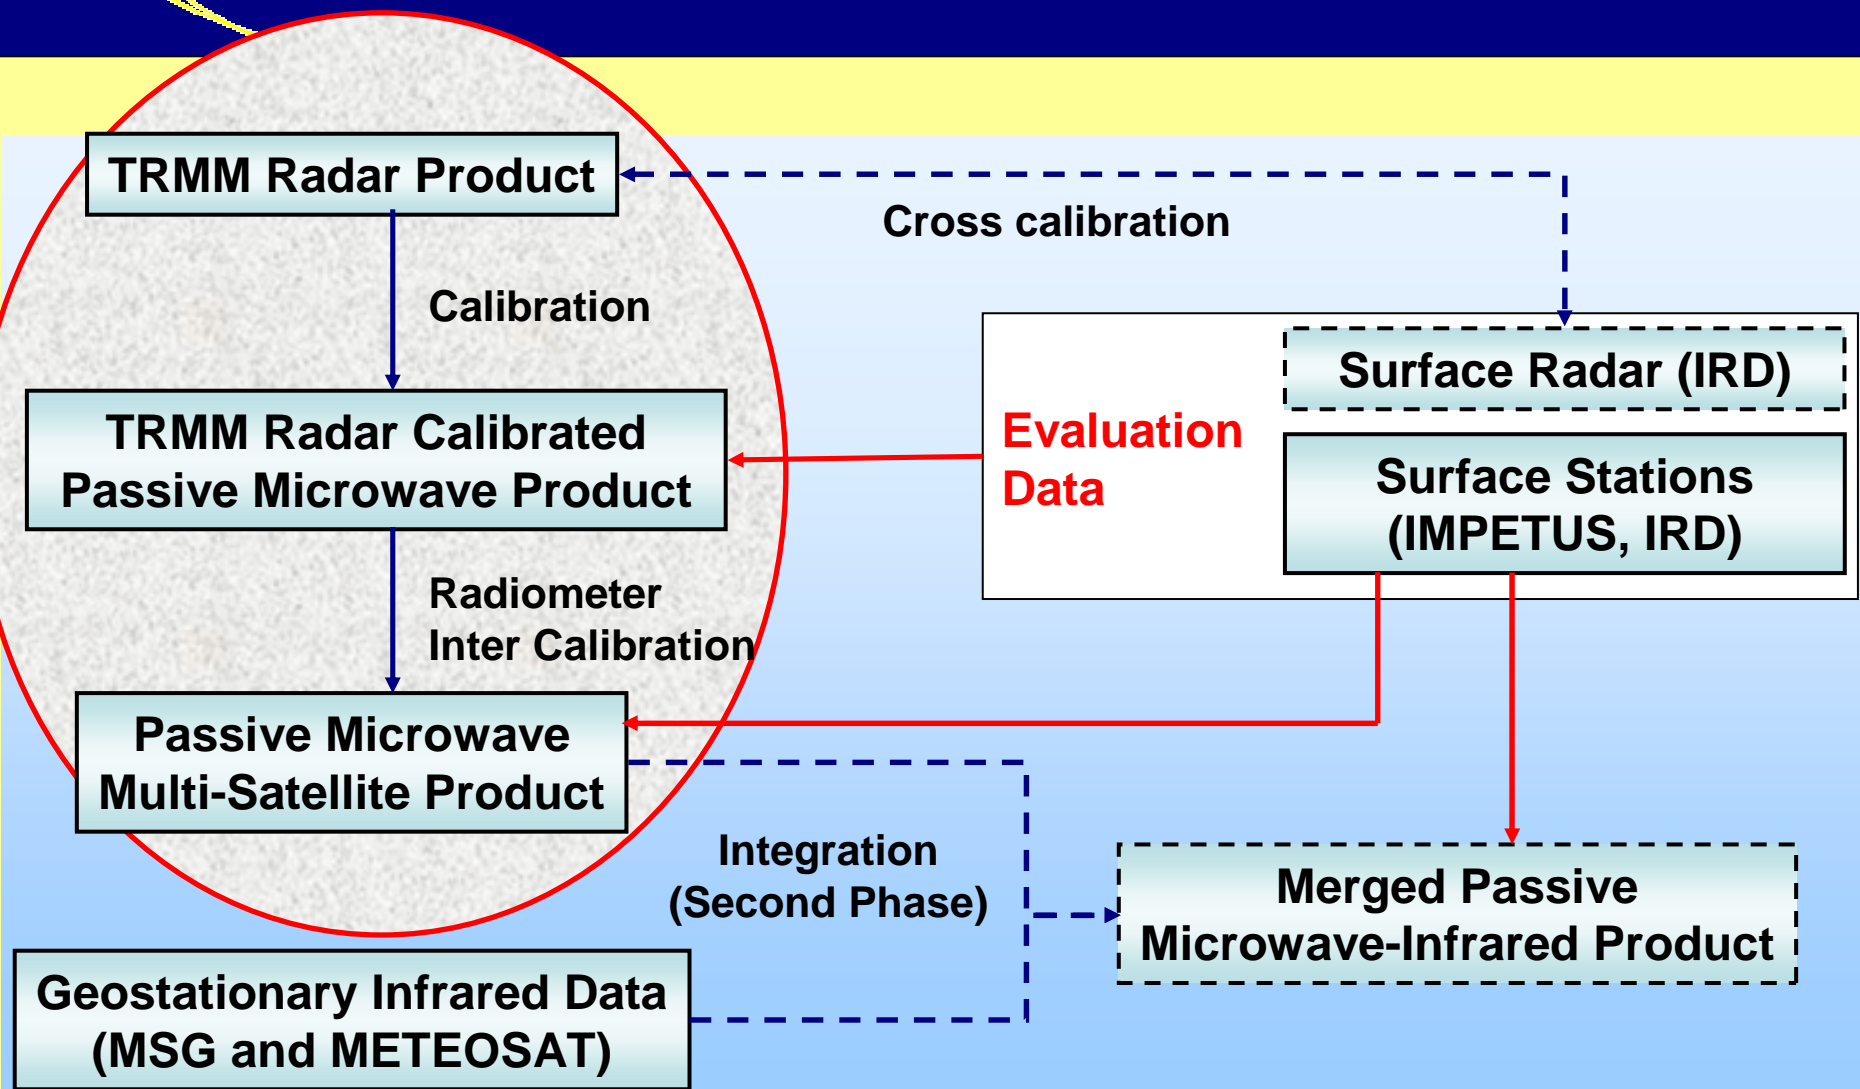 TRMM Radar Product
Cross calibration
Calibration
Surface Radar (IRD)
TRMM Radar Calibrated
Passive Microwave Product
Evaluation
Data
Surface Stations
(IMPETUS, IRD)
Radiometer
Inter Calibration
Passive Microwave
Multi-Satellite Product
Integration
(Second Phase)
Merged Passive
Microwave-Infrared Product
Geostationary Infrared Data
(MSG and METEOSAT)